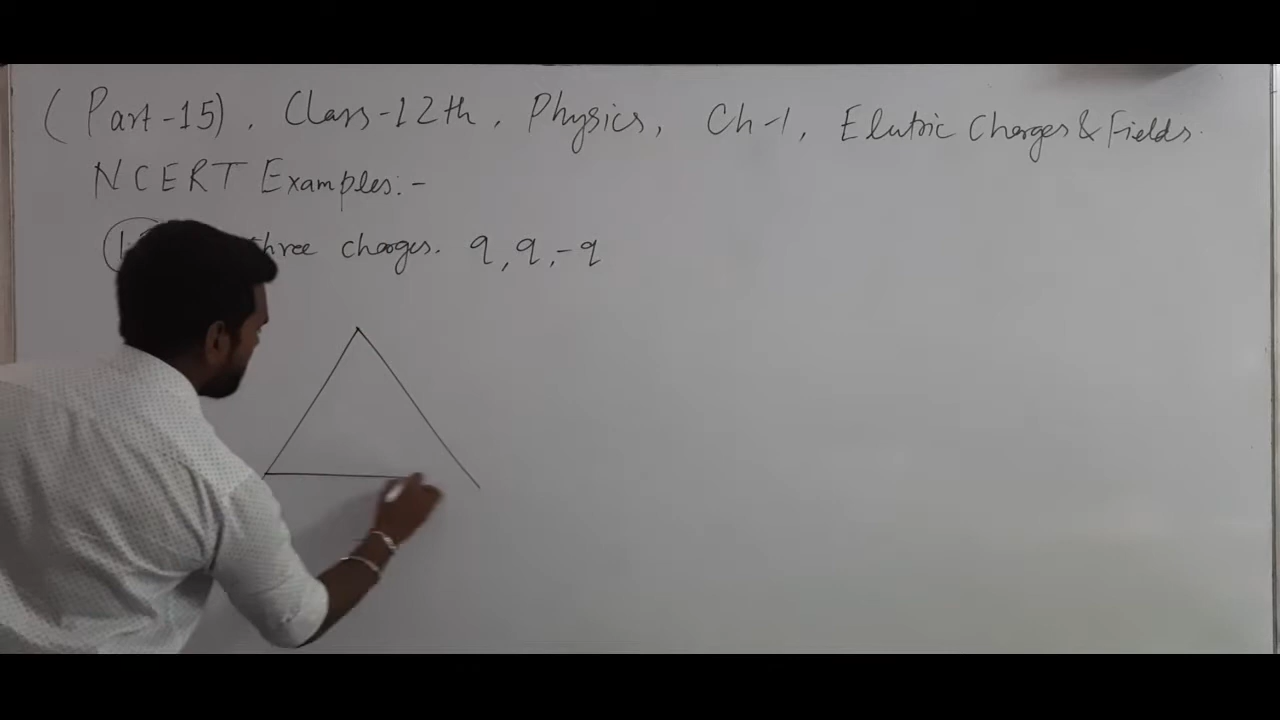 (Part-15), Class-12th, Physics, Ch-1, Electric Charges & Fields.
NCERT Examples:-
three charges. q, q, -q